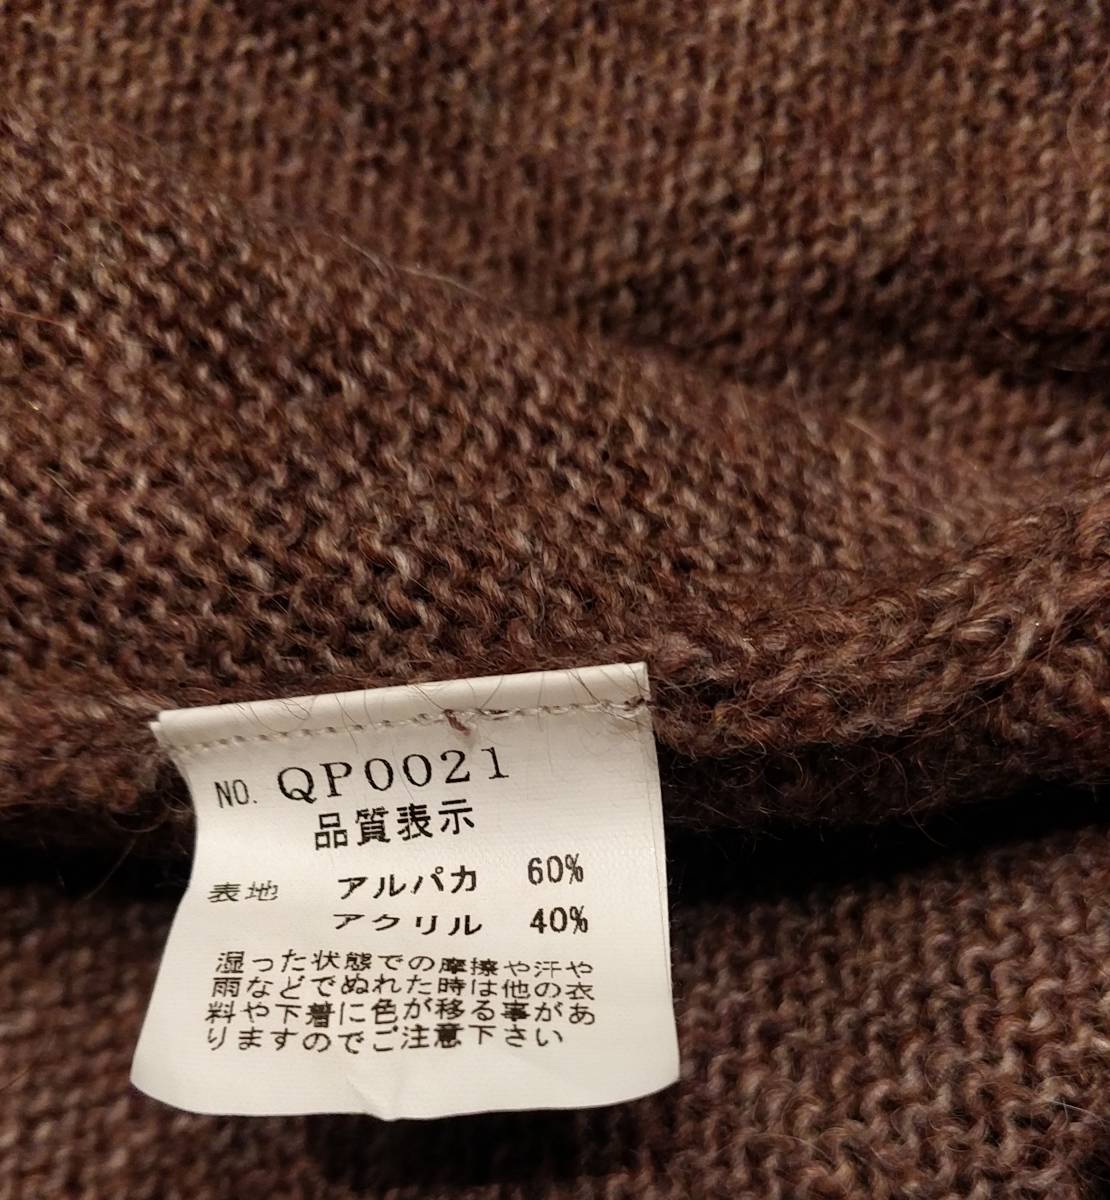 NO. QP0021
品質表示
表地 アルパカ 60%
アクリル 40%
湿った状態での摩擦や汗や
雨などでぬれた時は他の衣
料や下着に色が移る事があ
りますのでご注意下さい